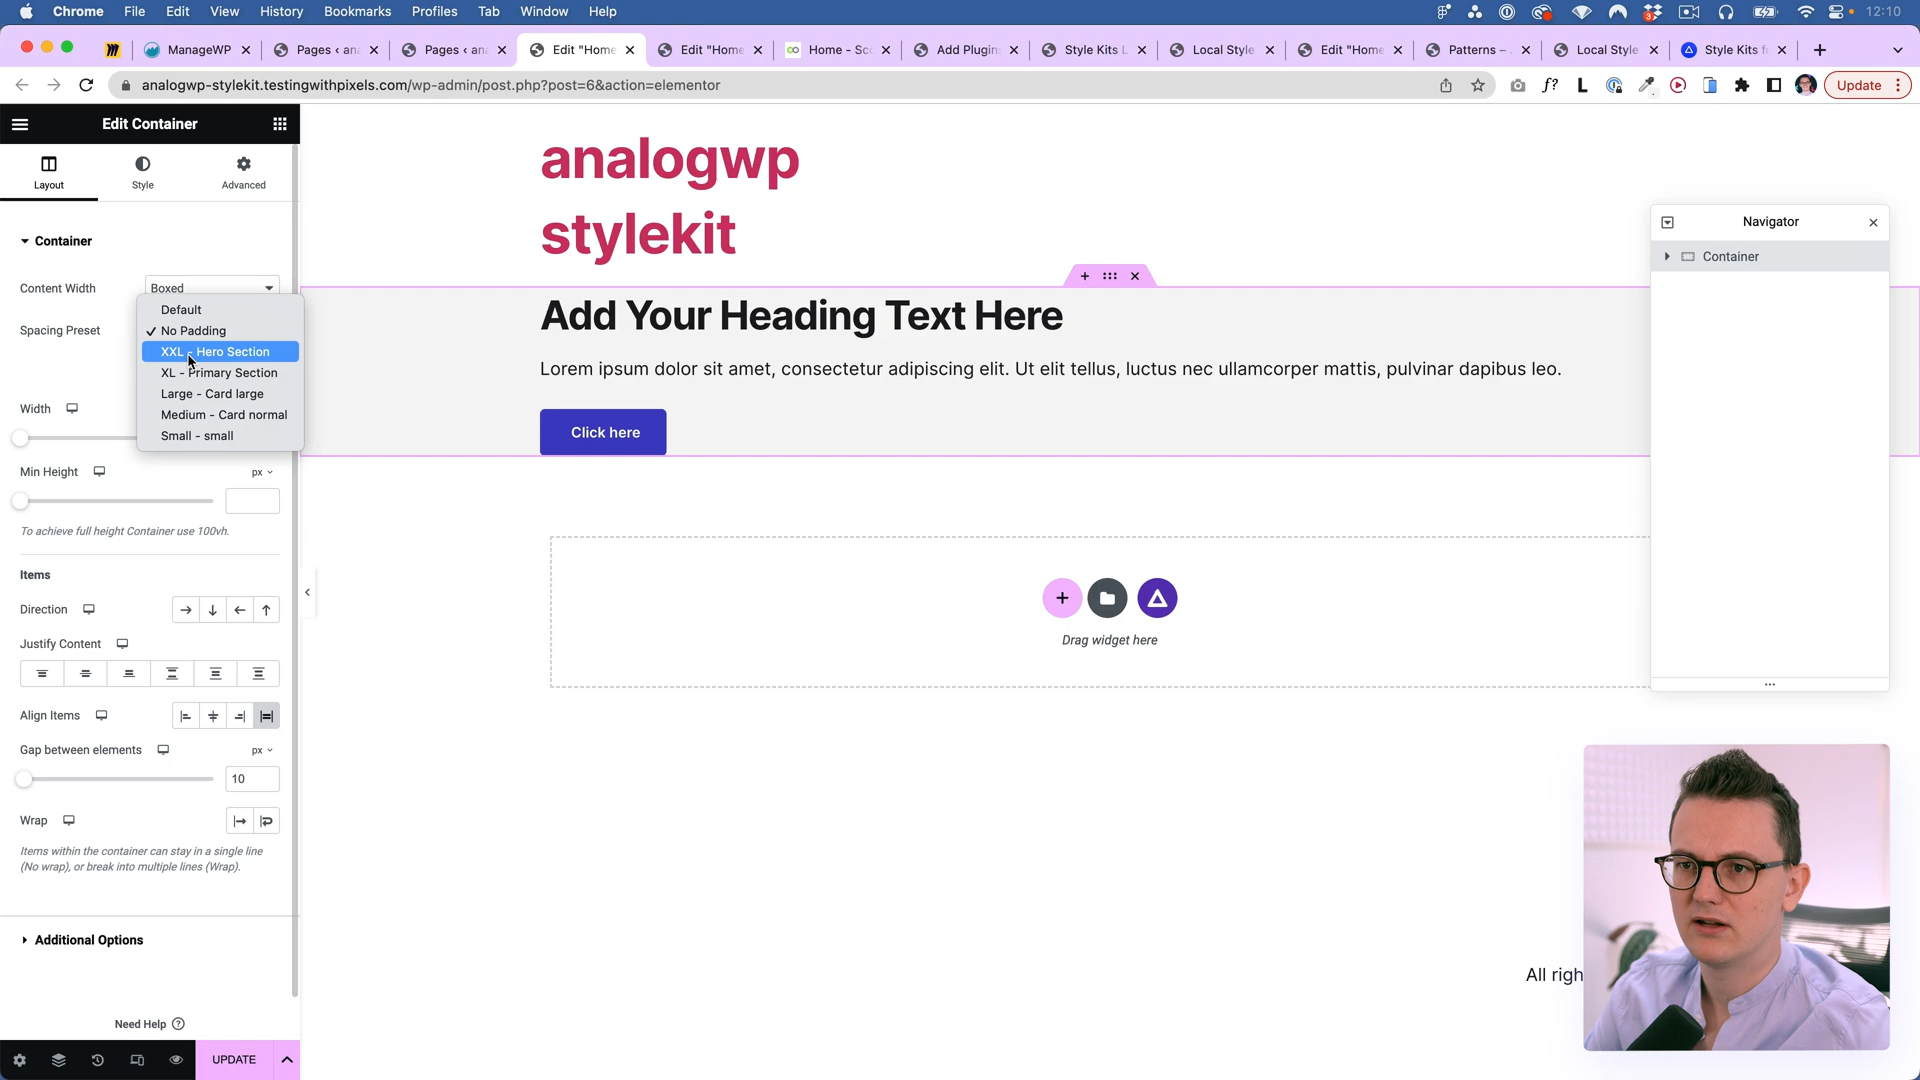 Chrome File Edit View History Bookmarks Profiles Tab Window Help 3 12:10
ManageWP Pages ‹ an Pages ‹ an Edit "Home Edit "Home Home - Sc Add Plugin Style Kits L Local Style Edit "Home Patterns – Local Style Style Kits f
analogwp-stylekit.testingwithpixels.com/wp-admin/post.php?post=6&action=elementor f? L Update
Edit Container
Layout Style Advanced
Container
Content Width Boxed
Spacing Preset
Default
No Padding
XXL - Hero Section
XL - Primary Section
Large - Card large
Medium - Card normal
Small - small
Width
Min Height px
To achieve full height Container use 100vh.
Items
Direction
Justify Content
Align Items
Gap between elements px
10
Wrap
Items within the container can stay in a single line
(No wrap), or break into multiple lines (Wrap).
Additional Options
Need Help ?
UPDATE
analogwp
stylekit
Add Your Heading Text Here
Lorem ipsum dolor sit amet, consectetur adipiscing elit. Ut elit tellus, luctus nec ullamcorper mattis, pulvinar dapibus leo.
Click here
Drag widget here
All righ
Navigator
Container